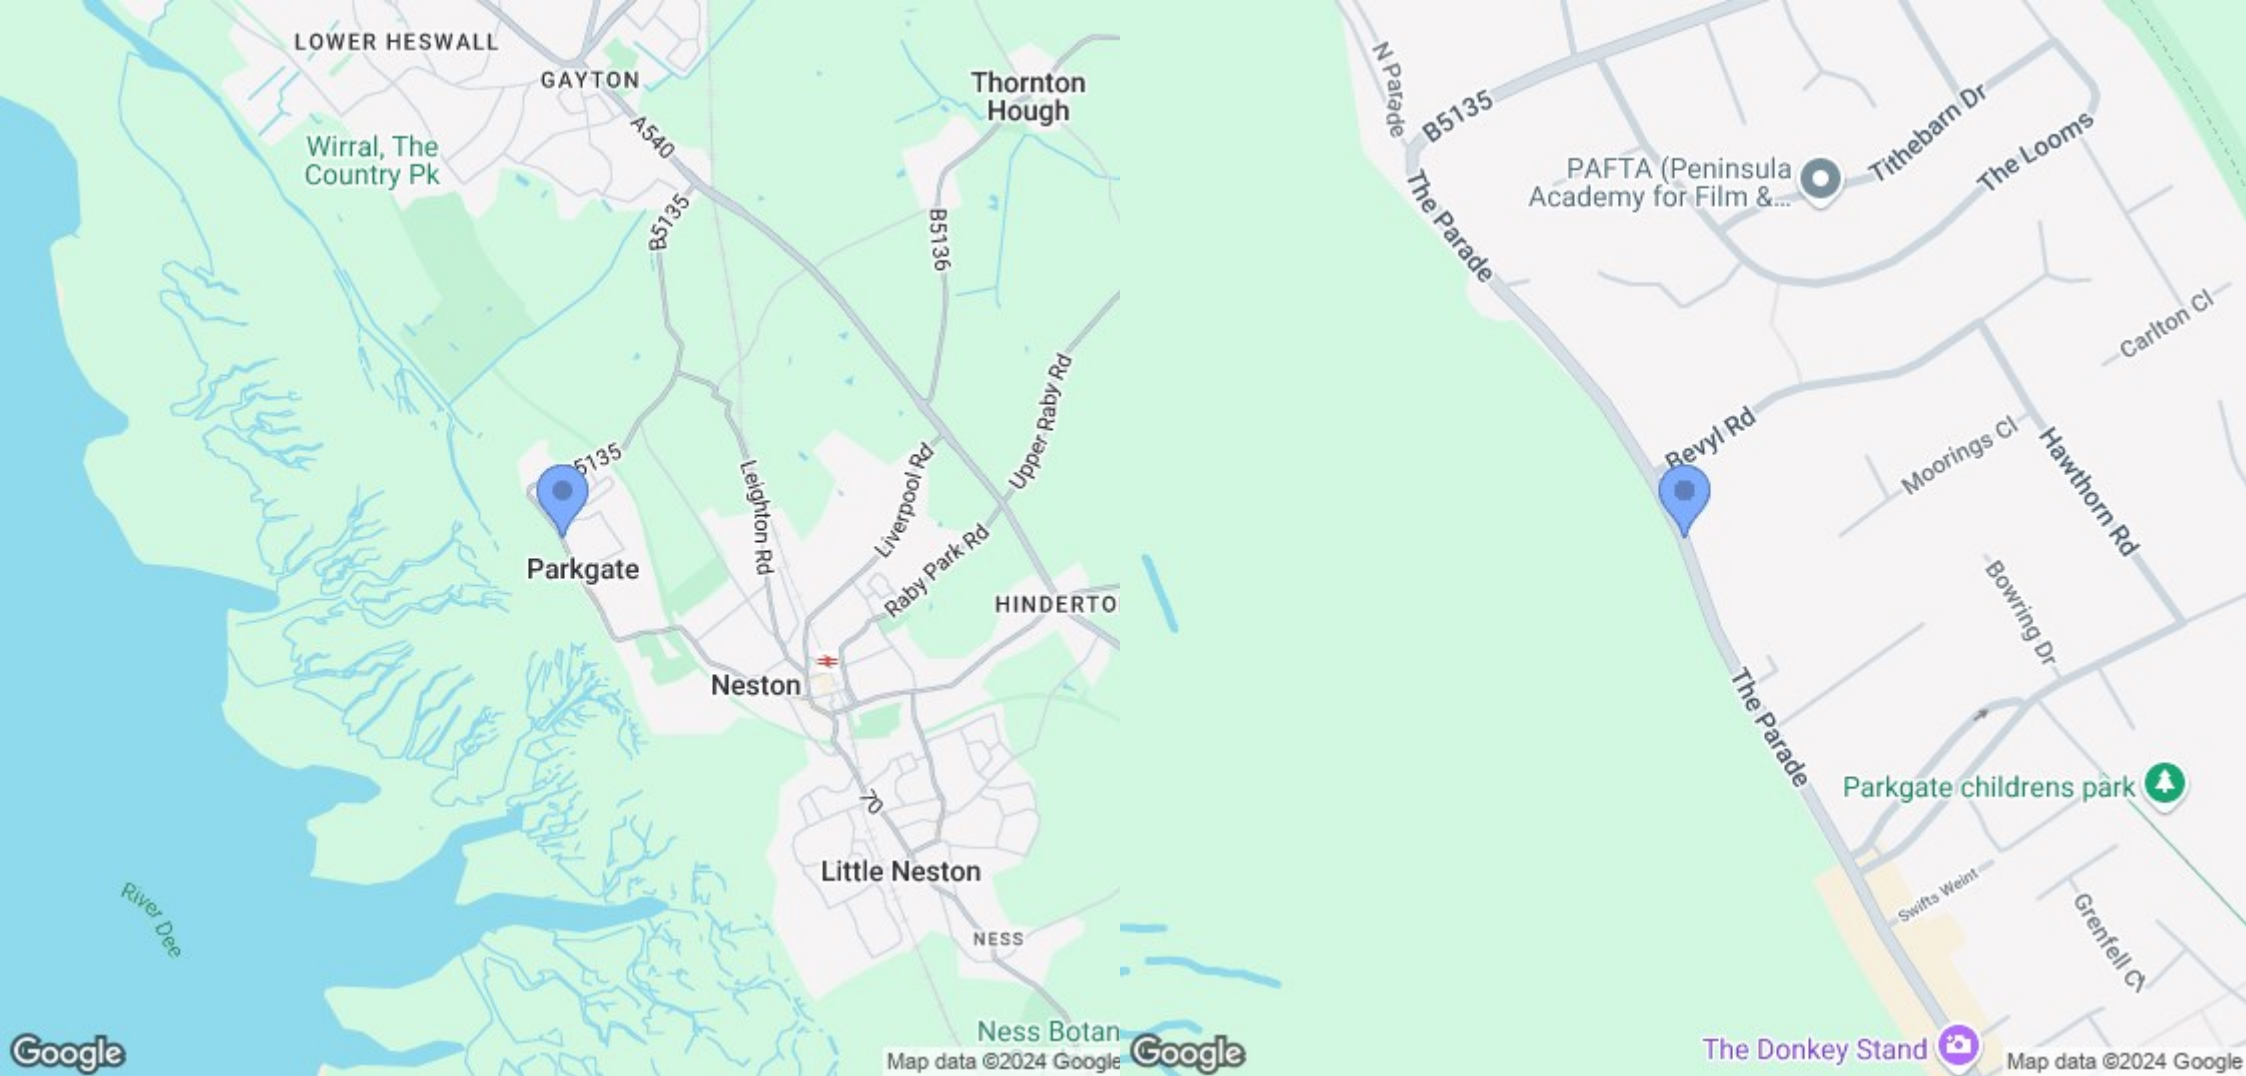 LOWER HESWALL
GAYTON
Thornton
Hough
A540
Wirral, The
Country Pk
B5135
B5136
Upper Raby Rd
5135
Leighton Rd
Liverpool Rd
Raby Park Rd
Parkgate
HINDERTO
Neston
70
Little Neston
River Dee
NESS
Ness Botan
Google
Map data ©2024 Google
N Parade
B5135
Tithebarn Dr
The Looms
PAFTA (Peninsula
Academy for Film &...
The Parade
Carlton Cl
Bevyl Rd
Moorings Cl
Hawthorn Rd
Bowring Dr
The Parade
Parkgate childrens park
Swifts Weint
Grenfell Ct
The Donkey Stand
Google
Map data ©2024 Google